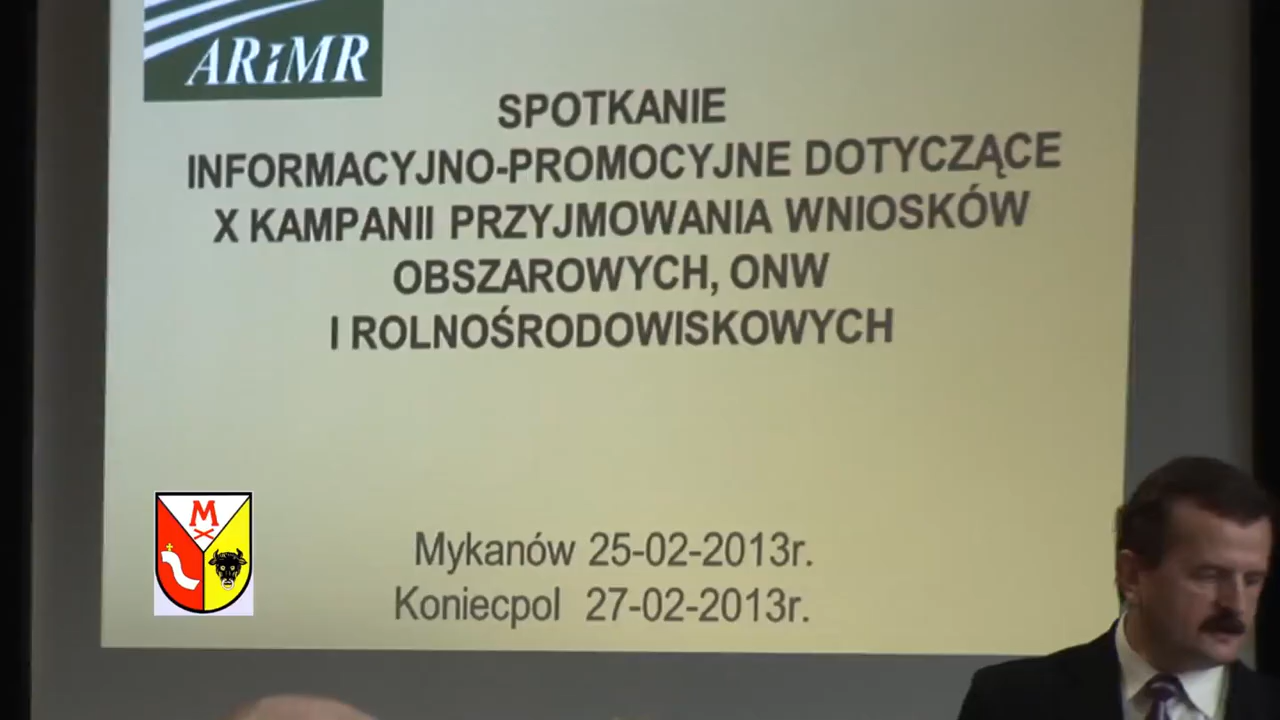 ARiMR
SPOTKANIE
INFORMACYJNO-PROMOCYJNE DOTYCZĄCE
X KAMPANII PRZYJMOWANIA WNIOSKÓW
OBSZAROWYCH, ONW
I ROLNOŚRODOWISKOWYCH
M
Mykanów 25-02-2013r.
Koniecpol 27-02-2013r.